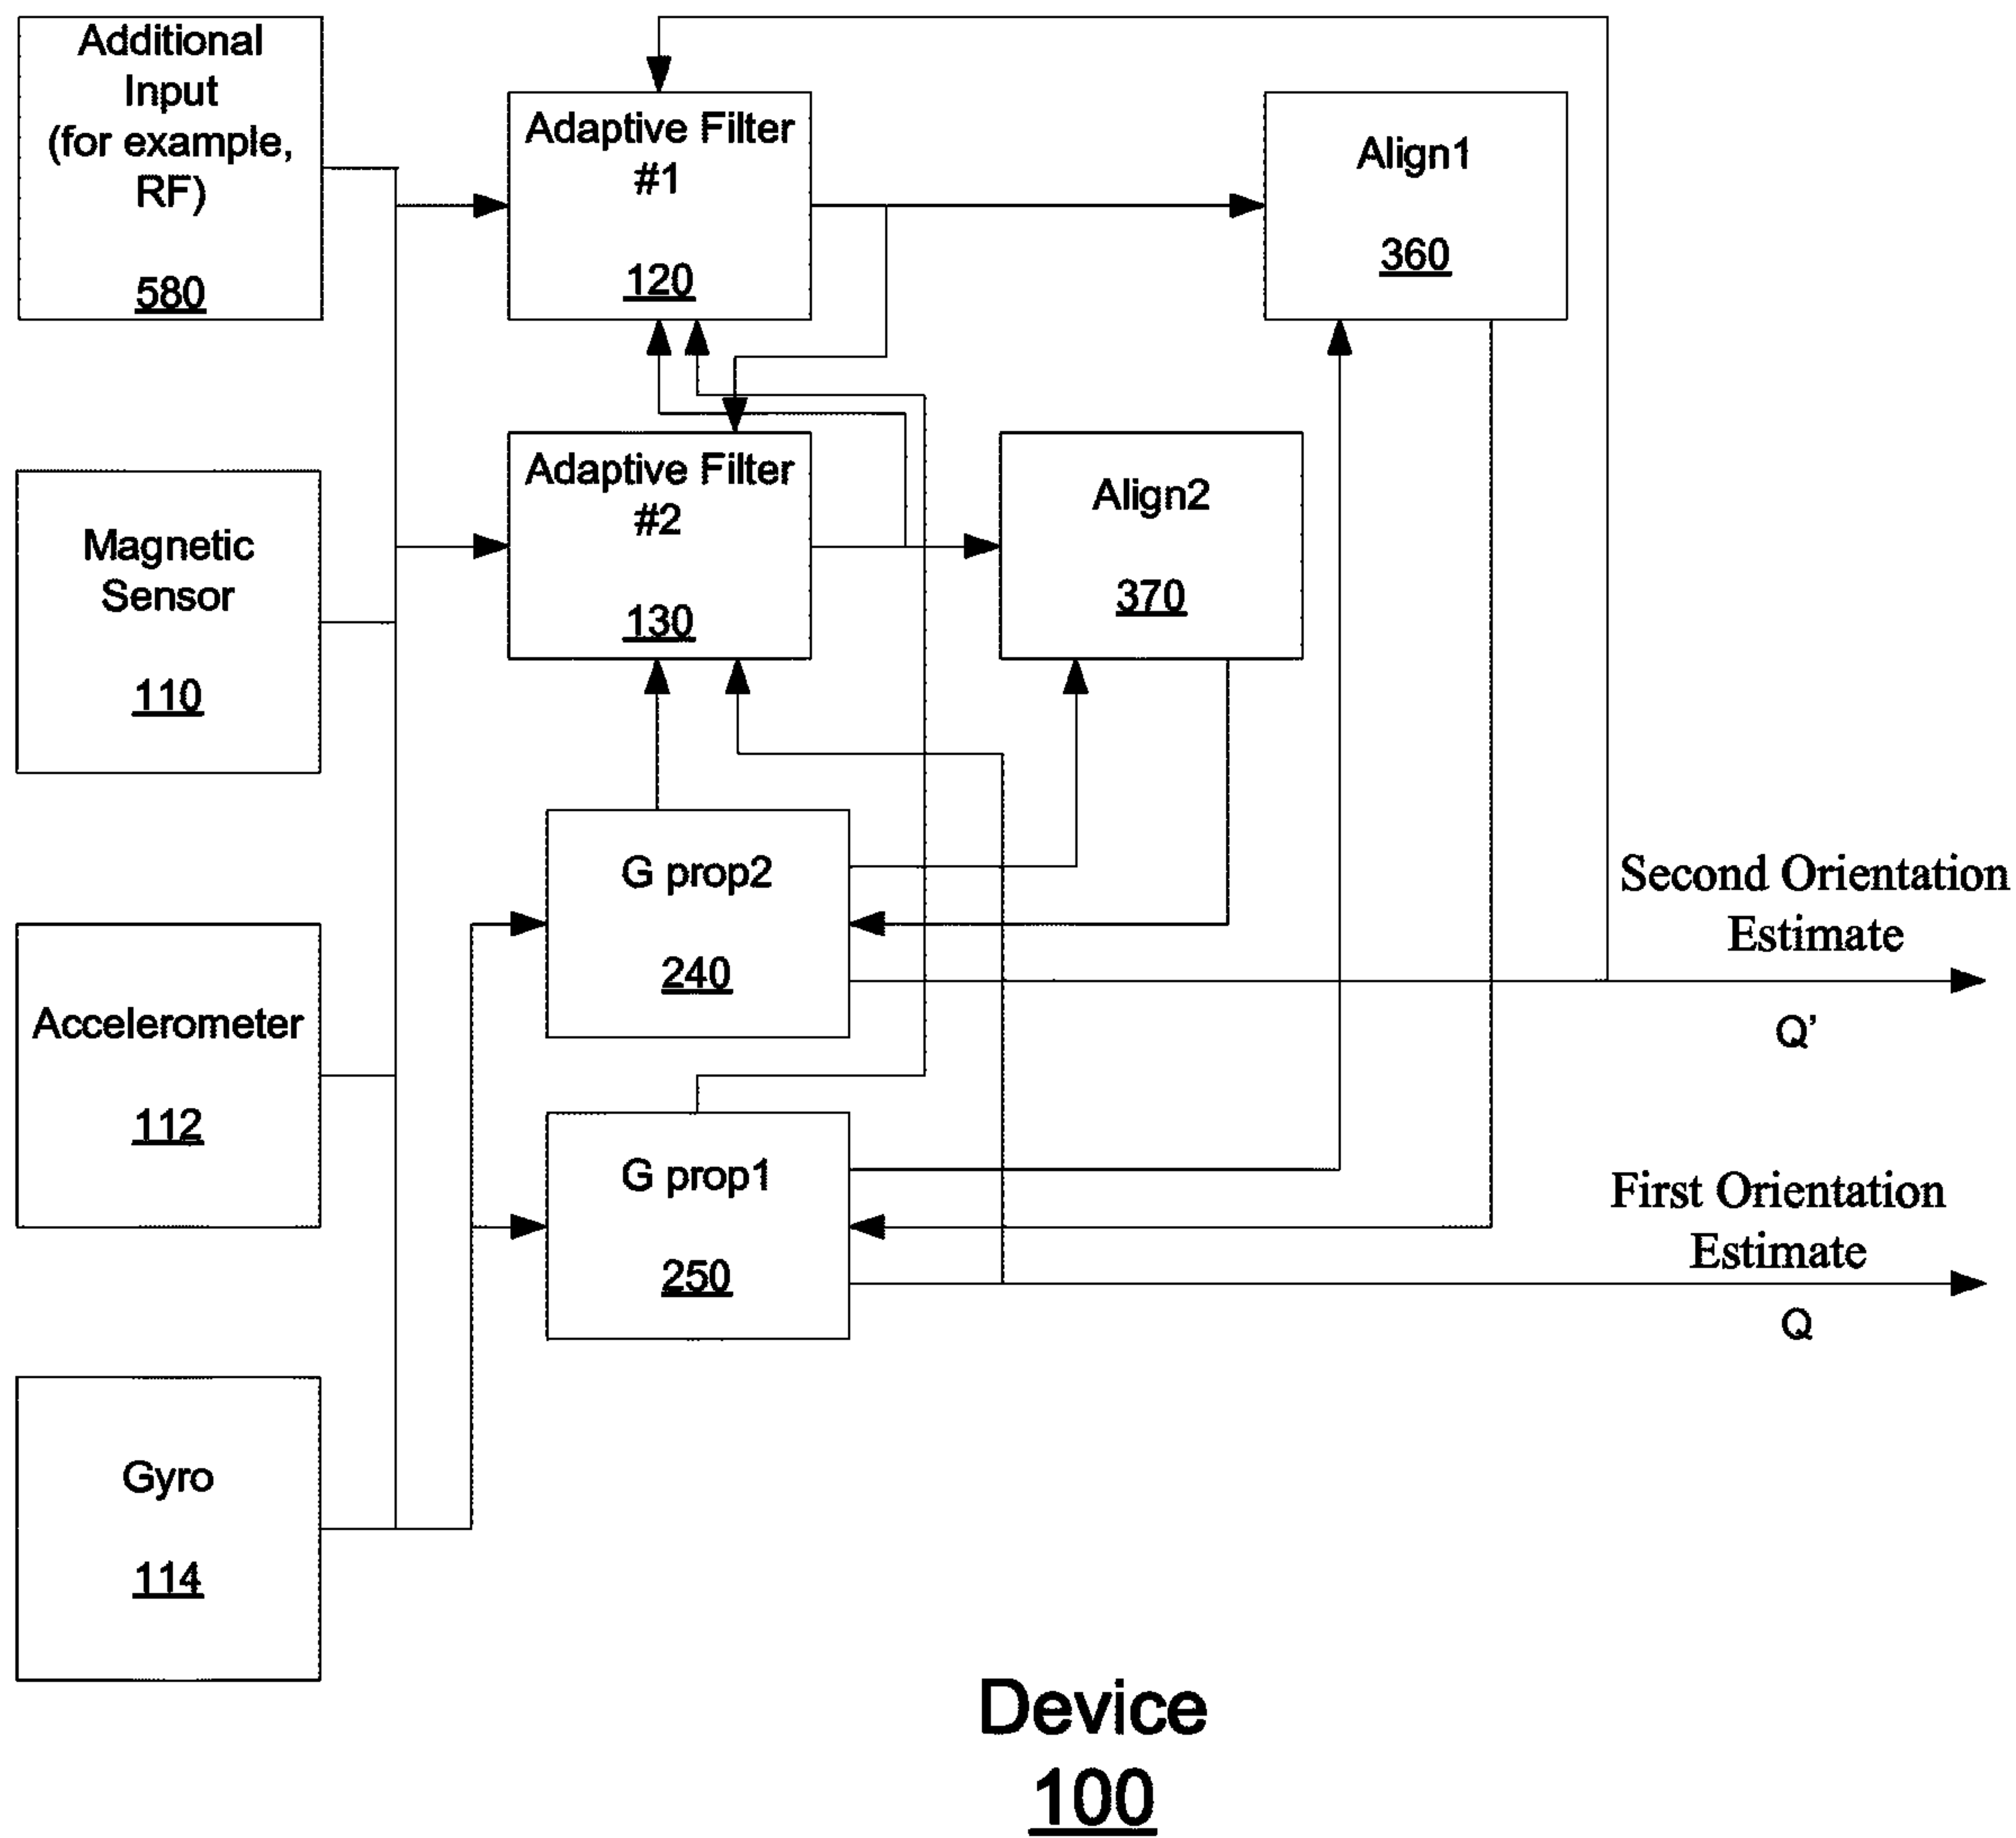 Additional
Input
(for example,
RF)
580
Adaptive Filter
#1
120
Align1
360
Magnetic
Sensor
110
Adaptive Filter
#2
130
Align2
370
Accelerometer
112
G prop2
240
Second Orientation
Estimate
Q’
G prop1
250
First Orientation
Estimate
Q
Gyro
114
Device
100